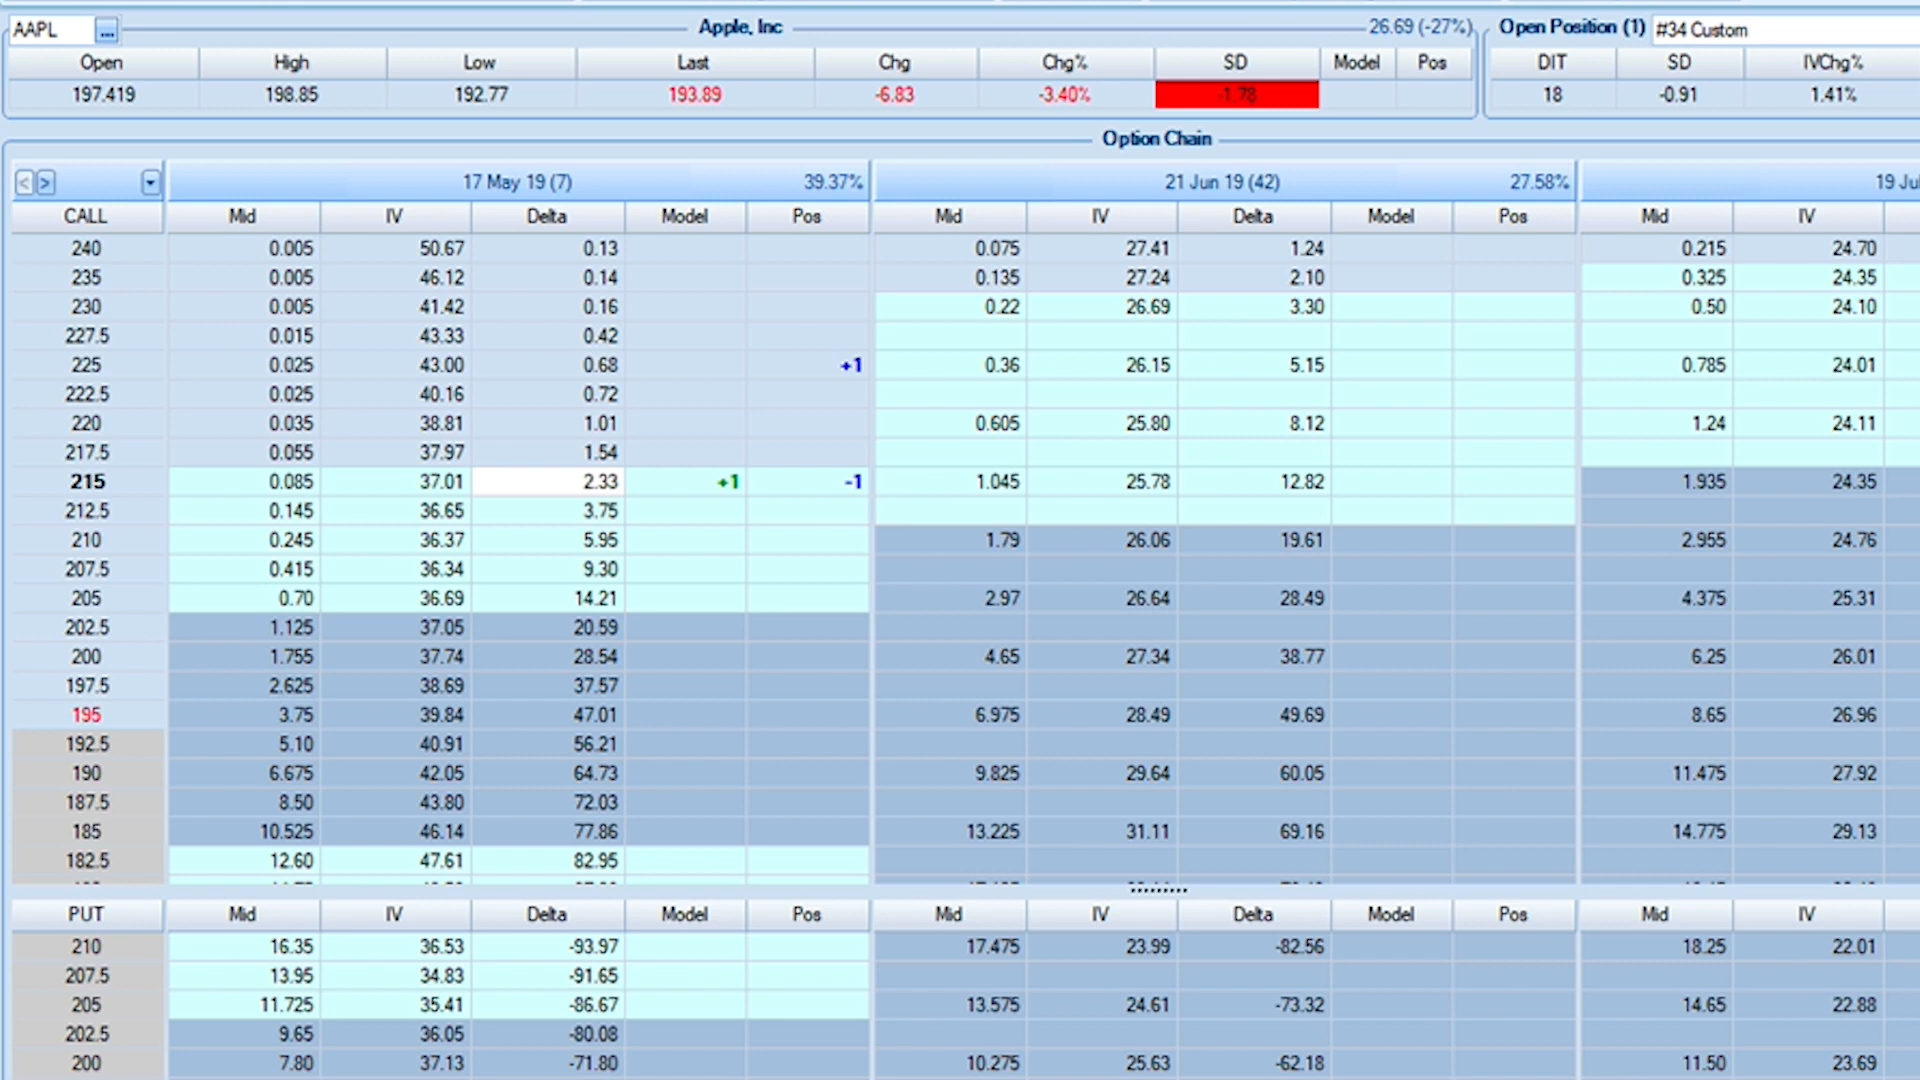 AAPL ... Apple, Inc 26.69 (-27%) Open Position (1) #34 Custom
Open High Low Last Chg Chg% SD Model Pos DIT SD IVChg%
197.419 198.85 192.77 193.89 -6.83 -3.40% -1.78 18 -0.91 1.41%
Option Chain
< > 17 May 19 (7) 39.37% 21 Jun 19 (42) 27.58% 19 Jul
CALL Mid IV Delta Model Pos Mid IV Delta Model Pos Mid IV
240 0.005 50.67 0.13 0.075 27.41 1.24 0.215 24.70
235 0.005 46.12 0.14 0.135 27.24 2.10 0.325 24.35
230 0.005 41.42 0.16 0.22 26.69 3.30 0.50 24.10
227.5 0.015 43.33 0.42
225 0.025 43.00 0.68 +1 0.36 26.15 5.15 0.785 24.01
222.5 0.025 40.16 0.72
220 0.035 38.81 1.01 0.605 25.80 8.12 1.24 24.11
217.5 0.055 37.97 1.54
215 0.085 37.01 2.33 +1 -1 1.045 25.78 12.82 1.935 24.35
212.5 0.145 36.65 3.75
210 0.245 36.37 5.95 1.79 26.06 19.61 2.955 24.76
207.5 0.415 36.34 9.30
205 0.70 36.69 14.21 2.97 26.64 28.49 4.375 25.31
202.5 1.125 37.05 20.59
200 1.755 37.74 28.54 4.65 27.34 38.77 6.25 26.01
197.5 2.625 38.69 37.57
195 3.75 39.84 47.01 6.975 28.49 49.69 8.65 26.96
192.5 5.10 40.91 56.21
190 6.675 42.05 64.73 9.825 29.64 60.05 11.475 27.92
187.5 8.50 43.80 72.03
185 10.525 46.14 77.86 13.225 31.11 69.16 14.775 29.13
182.5 12.60 47.61 82.95
PUT Mid IV Delta Model Pos Mid IV Delta Model Pos Mid IV
210 16.35 36.53 -93.97 17.475 23.99 -82.56 18.25 22.01
207.5 13.95 34.83 -91.65
205 11.725 35.41 -86.67 13.575 24.61 -73.32 14.65 22.88
202.5 9.65 36.05 -80.08
200 7.80 37.13 -71.80 10.275 25.63 -62.18 11.50 23.69